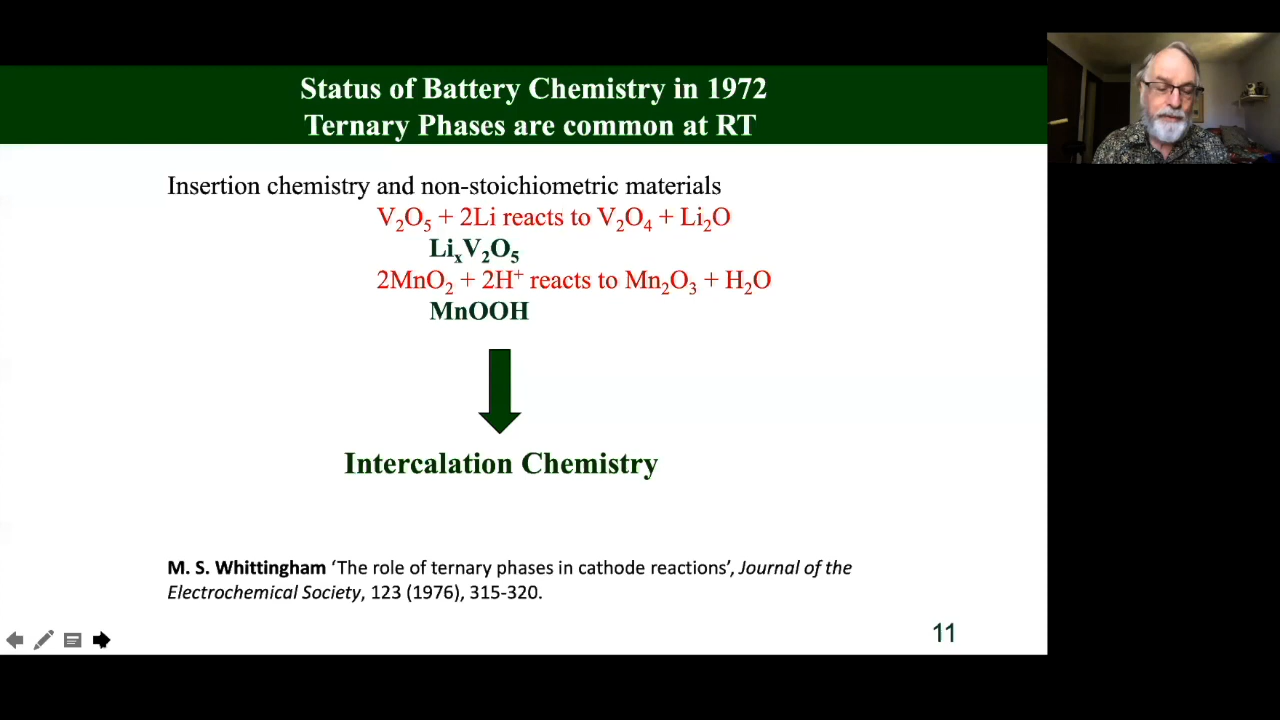 Status of Battery Chemistry in 1972
Ternary Phases are common at RT
Insertion chemistry and non-stoichiometric materials
V₂O₅ + 2Li reacts to V₂O₄ + Li₂O
LiₓV₂O₅
2MnO₂ + 2H⁺ reacts to Mn₂O₃ + H₂O
MnOOH
Intercalation Chemistry
M. S. Whittingham ‘The role of ternary phases in cathode reactions’, Journal of the
Electrochemical Society, 123 (1976), 315-320.
11